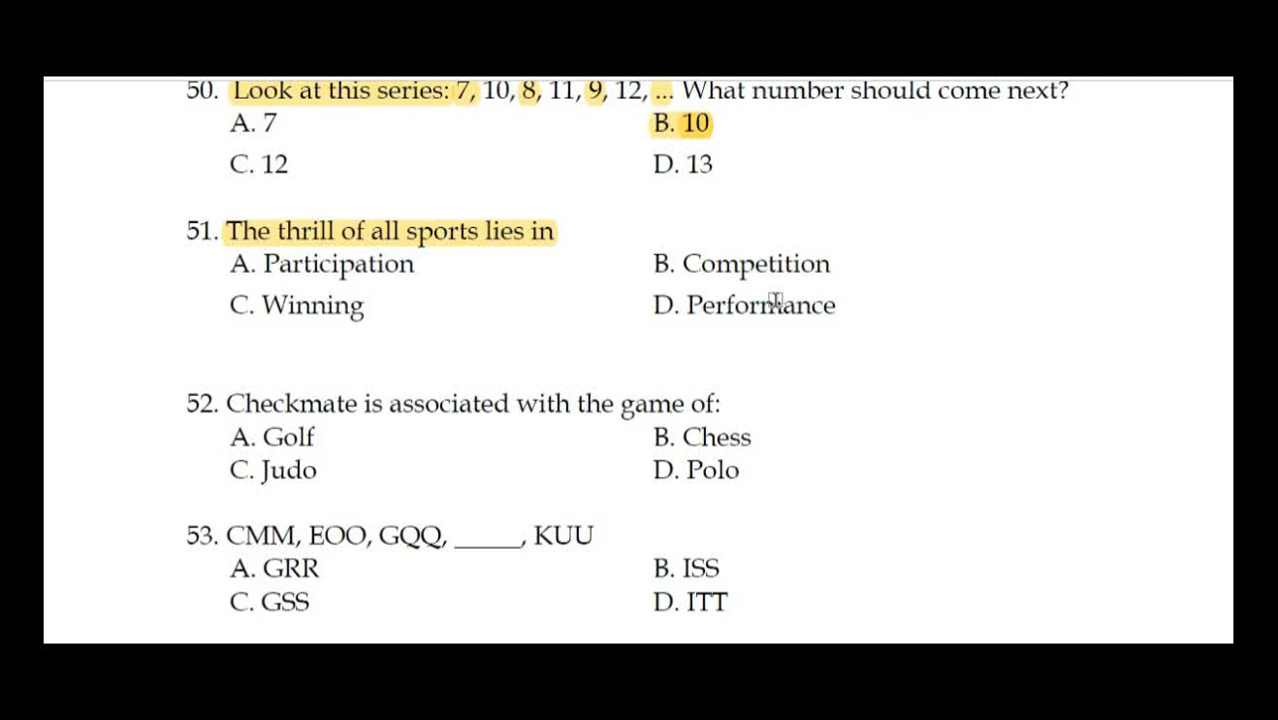 50. Look at this series: 7, 10, 8, 11, 9, 12, ... What number should come next?
A. 7 B. 10
C. 12 D. 13
51. The thrill of all sports lies in
A. Participation B. Competition
C. Winning D. Performance
52. Checkmate is associated with the game of:
A. Golf B. Chess
C. Judo D. Polo
53. CMM, EOO, GQQ, _____, KUU
A. GRR B. ISS
C. GSS D. ITT